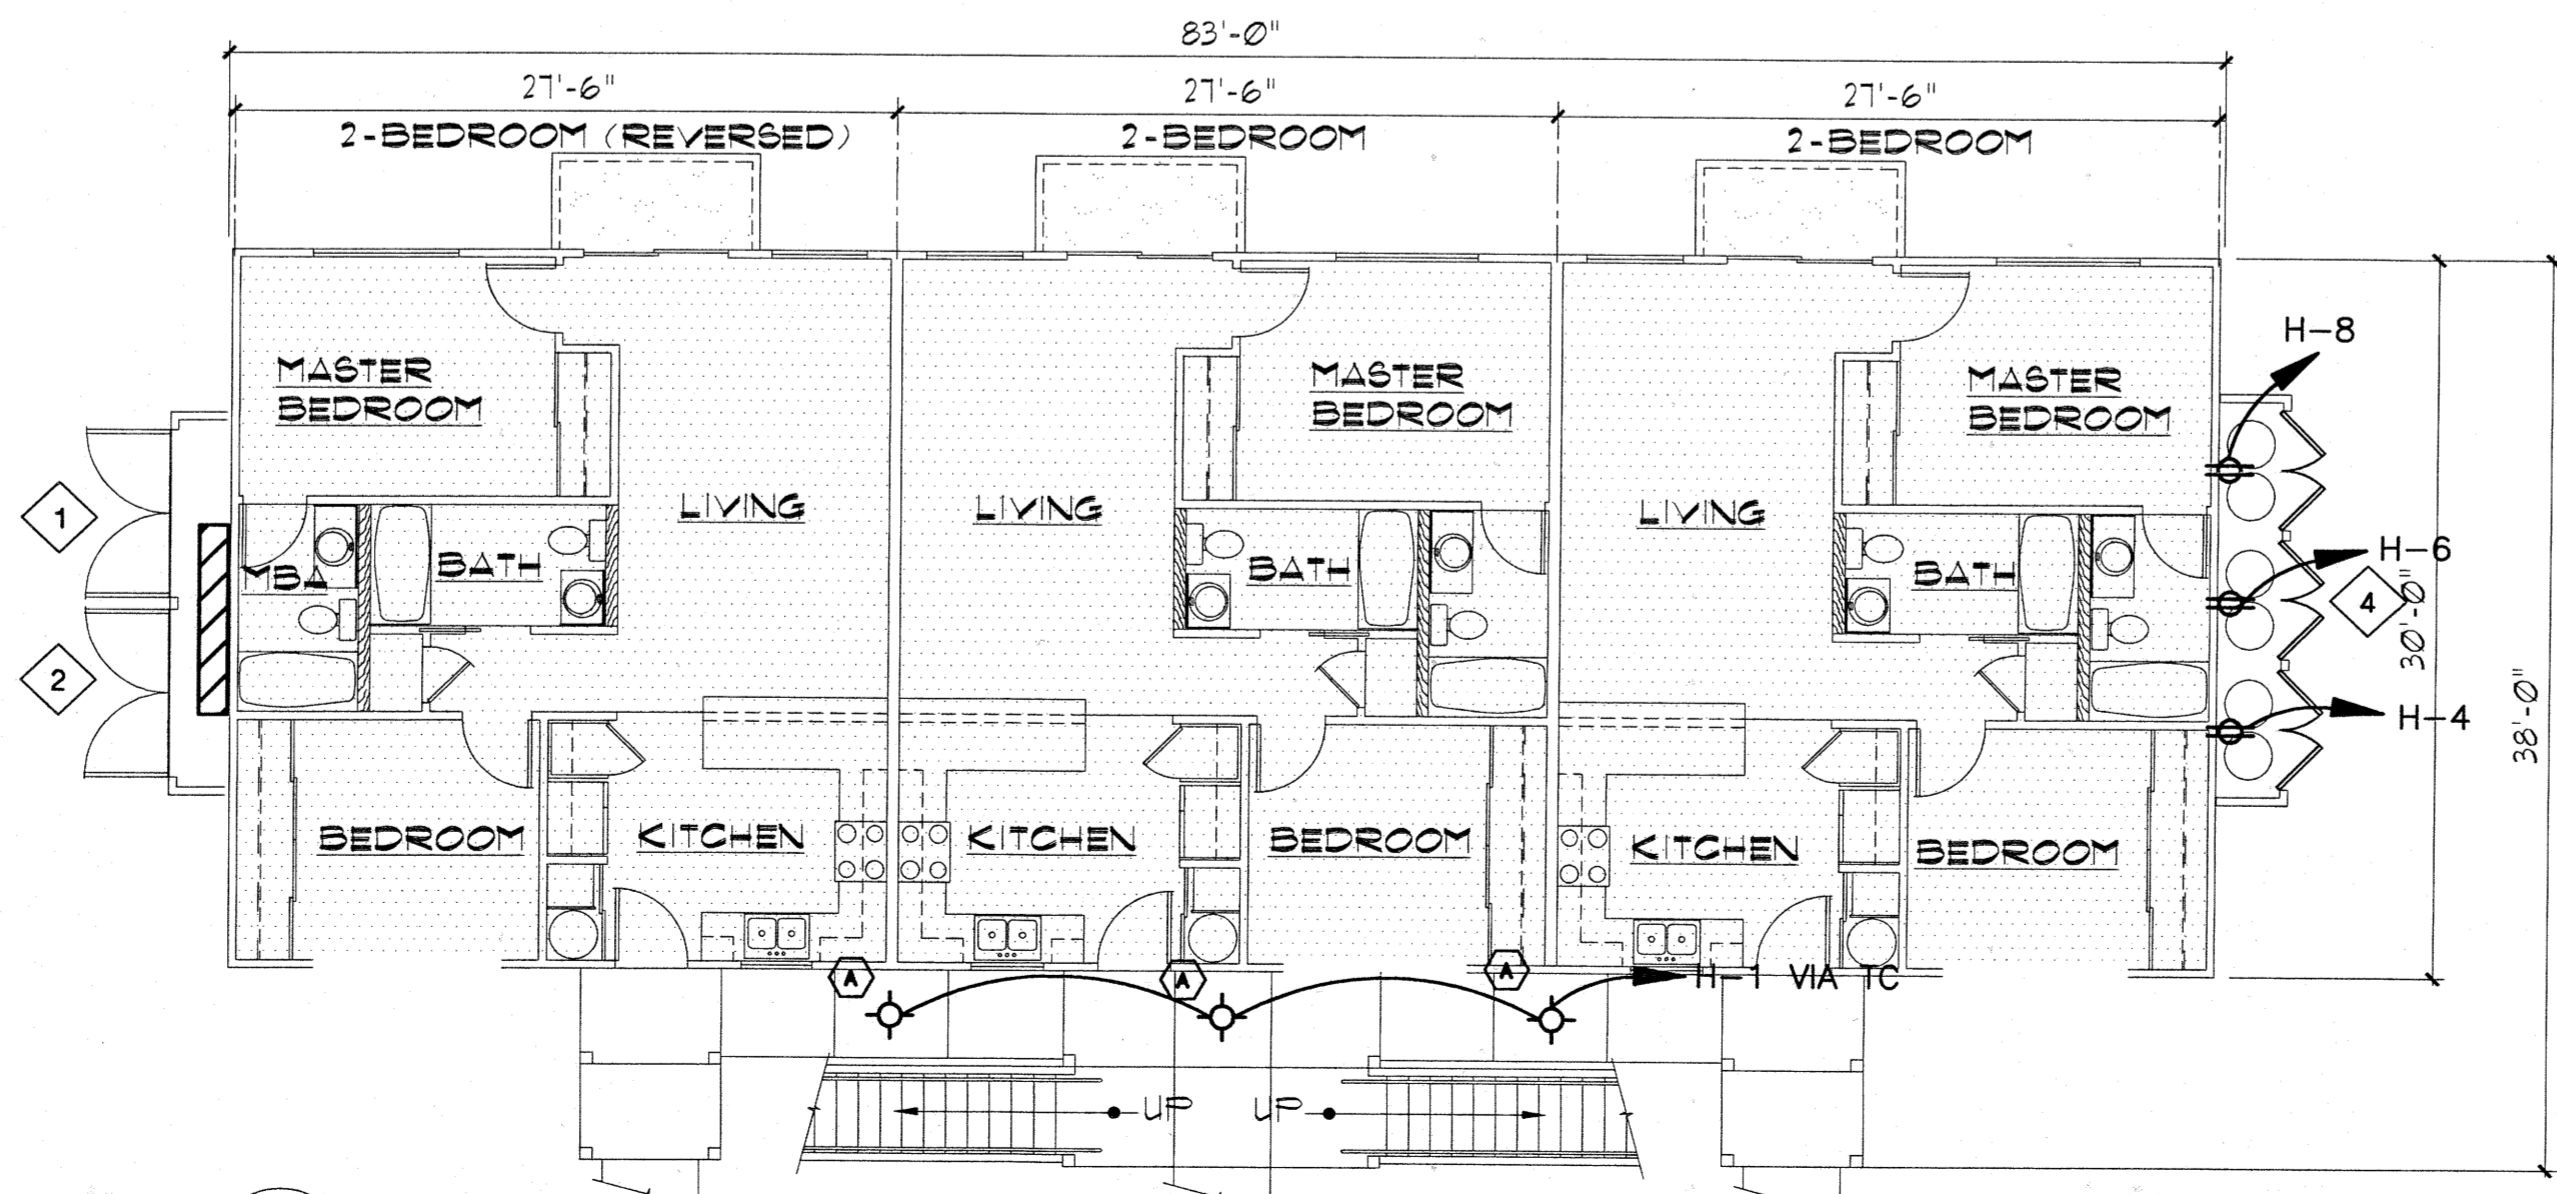 83'-0"
27'-6" 27'-6" 27'-6"
2-BEDROOM (REVERSED) 2-BEDROOM 2-BEDROOM
H-8
MASTER BEDROOM
MASTER BEDROOM
MASTER BEDROOM
1
LIVING LIVING LIVING
MBA BATH BATH BATH
H-6
4
30'-0"
2
H-4
38'-0"
BEDROOM KITCHEN KITCHEN BEDROOM KITCHEN BEDROOM
A A A
H-1 VIA TC
UP UP